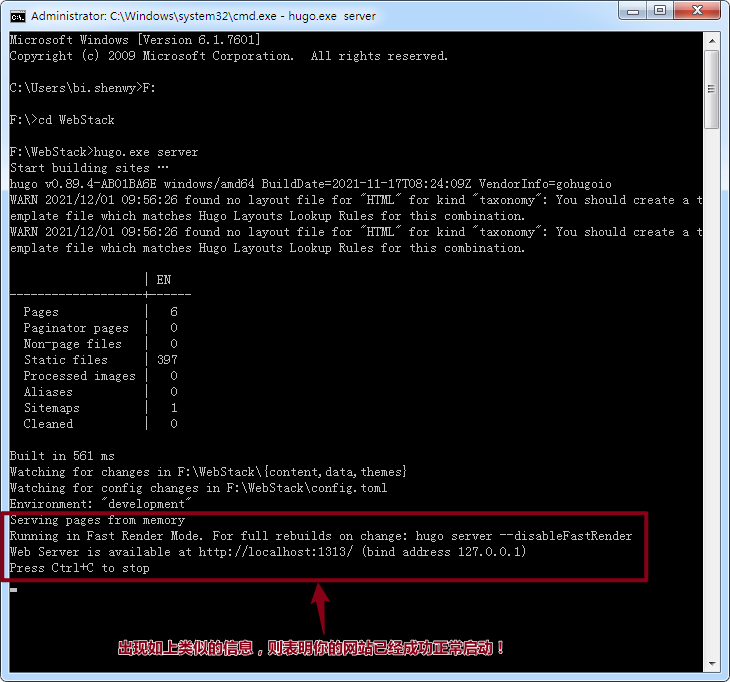 Administrator: C:\Windows\system32\cmd.exe - hugo.exe  server
Microsoft Windows [Version 6.1.7601]
Copyright (c) 2009 Microsoft Corporation.  All rights reserved.
C:\Users\bi.shenwy>F:
F:\>cd WebStack
F:\WebStack>hugo.exe server
Start building sites …
hugo v0.89.4-AB01BA6E windows/amd64 BuildDate=2021-11-17T08:24:09Z VendorInfo=gohugoio
WARN 2021/12/01 09:56:26 found no layout file for "HTML" for kind "taxonomy": You should create a t
emplate file which matches Hugo Layouts Lookup Rules for this combination.
WARN 2021/12/01 09:56:26 found no layout file for "HTML" for kind "taxonomy": You should create a t
emplate file which matches Hugo Layouts Lookup Rules for this combination.
| EN
-------------------+------
Pages | 6
Paginator pages | 0
Non-page files | 0
Static files | 397
Processed images | 0
Aliases | 0
Sitemaps | 1
Cleaned | 0
Built in 561 ms
Watching for changes in F:\WebStack\{content,data,themes}
Watching for config changes in F:\WebStack\config.toml
Environment: "development"
Serving pages from memory
Running in Fast Render Mode. For full rebuilds on change: hugo server --disableFastRender
Web Server is available at http://localhost:1313/ (bind address 127.0.0.1)
Press Ctrl+C to stop
出现如上类似的信息，则表明你的网站已经成功正常启动！